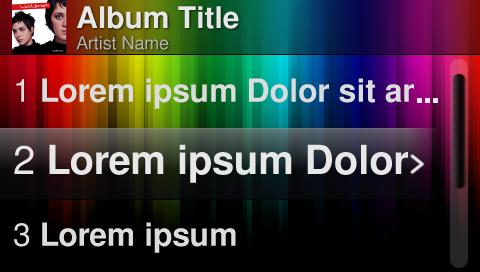 Album Title
Artist Name
1 Lorem ipsum Dolor sit ar...
2 Lorem ipsum Dolor>
3 Lorem ipsum